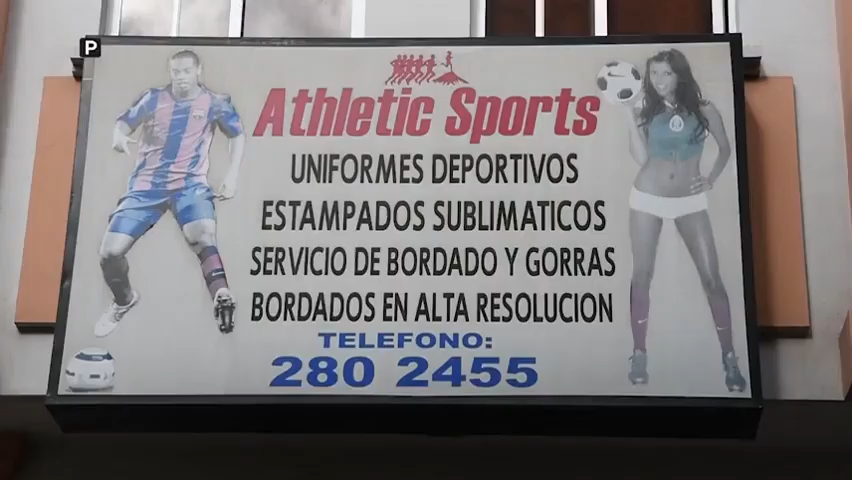 P
Athletic Sports
UNIFORMES DEPORTIVOS
ESTAMPADOS SUBLIMATICOS
SERVICIO DE BORDADO Y GORRAS
BORDADOS EN ALTA RESOLUCION
TELEFONO:
280 2455